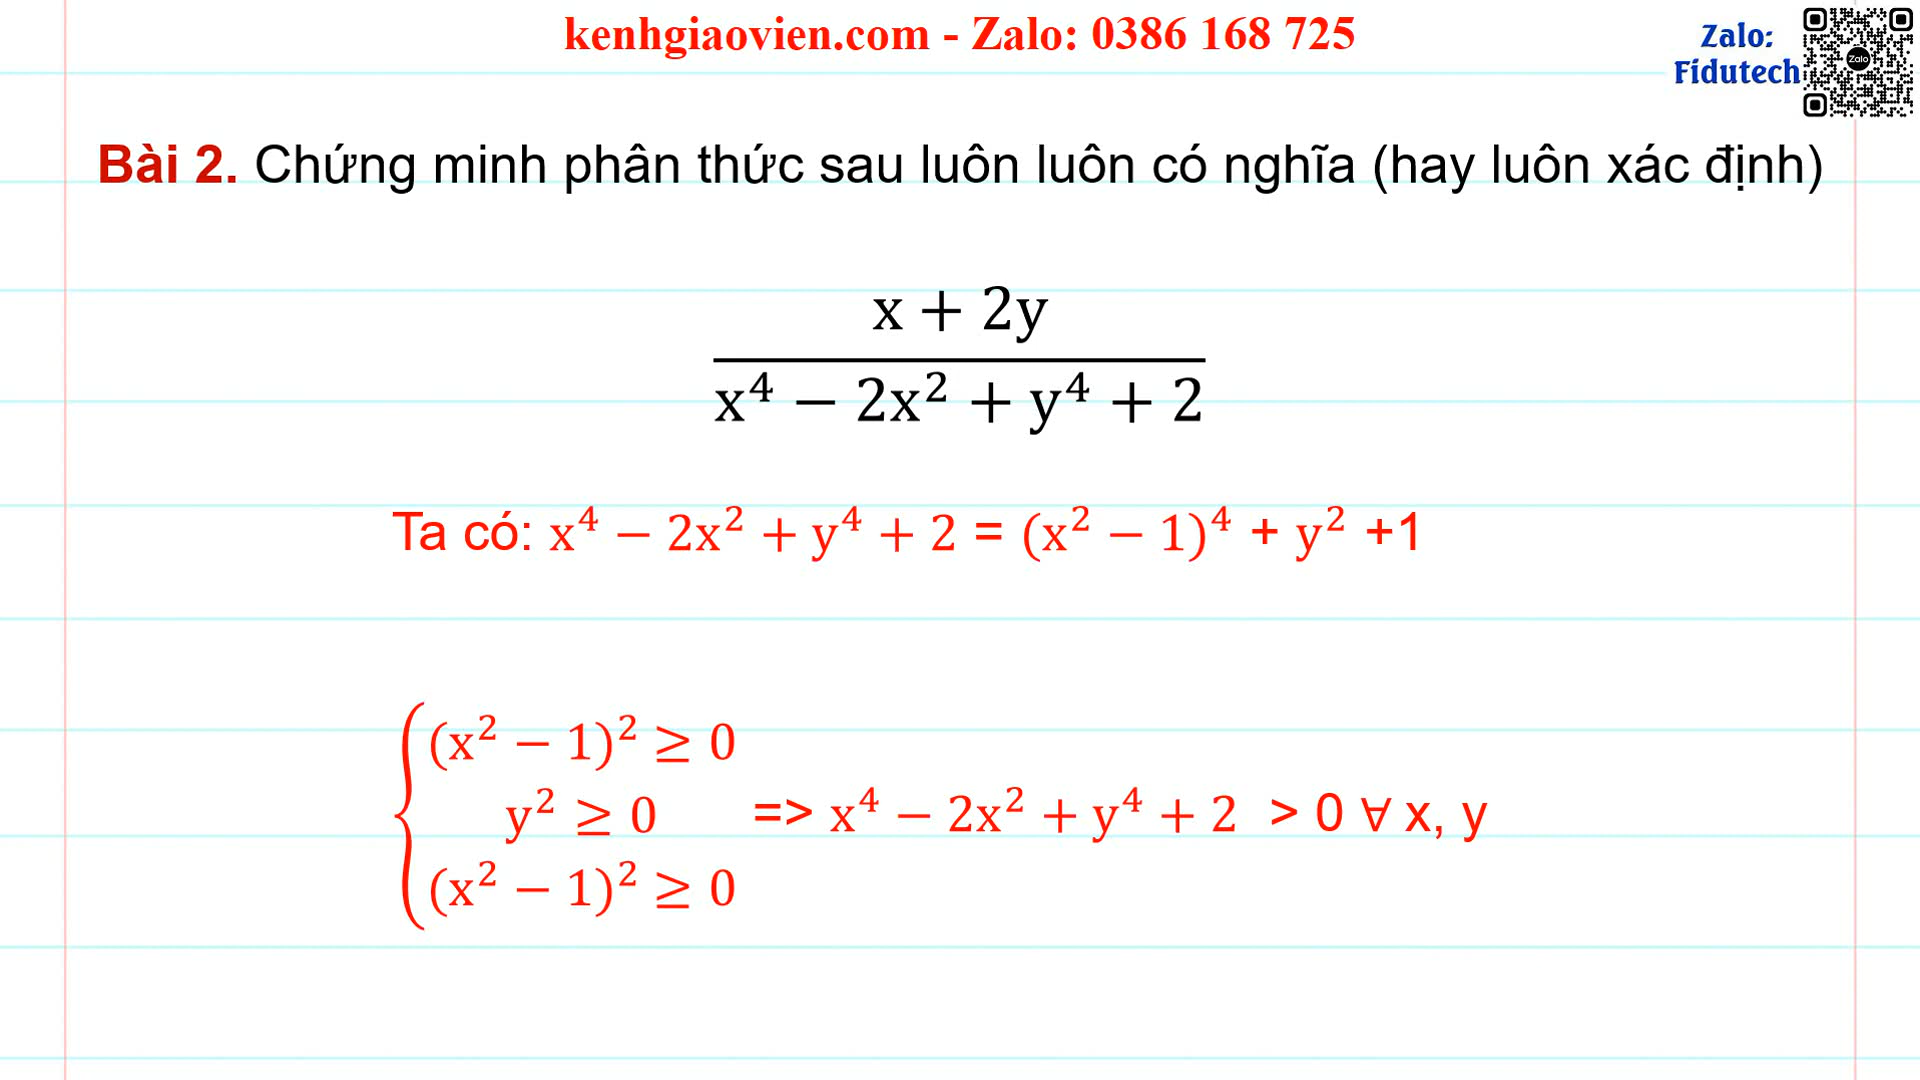 kenhgiaovien.com - Zalo: 0386 168 725
Zalo:
Fidutech
Zalo
Bài 2. Chứng minh phân thức sau luôn luôn có nghĩa (hay luôn xác định)
x + 2y
x⁴ − 2x² + y⁴ + 2
Ta có: x⁴ − 2x² + y⁴ + 2 = (x² − 1)⁴ + y² +1
(x² − 1)² ≥ 0
y² ≥ 0 => x⁴ − 2x² + y⁴ + 2 > 0 ∀ x, y
(x² − 1)² ≥ 0